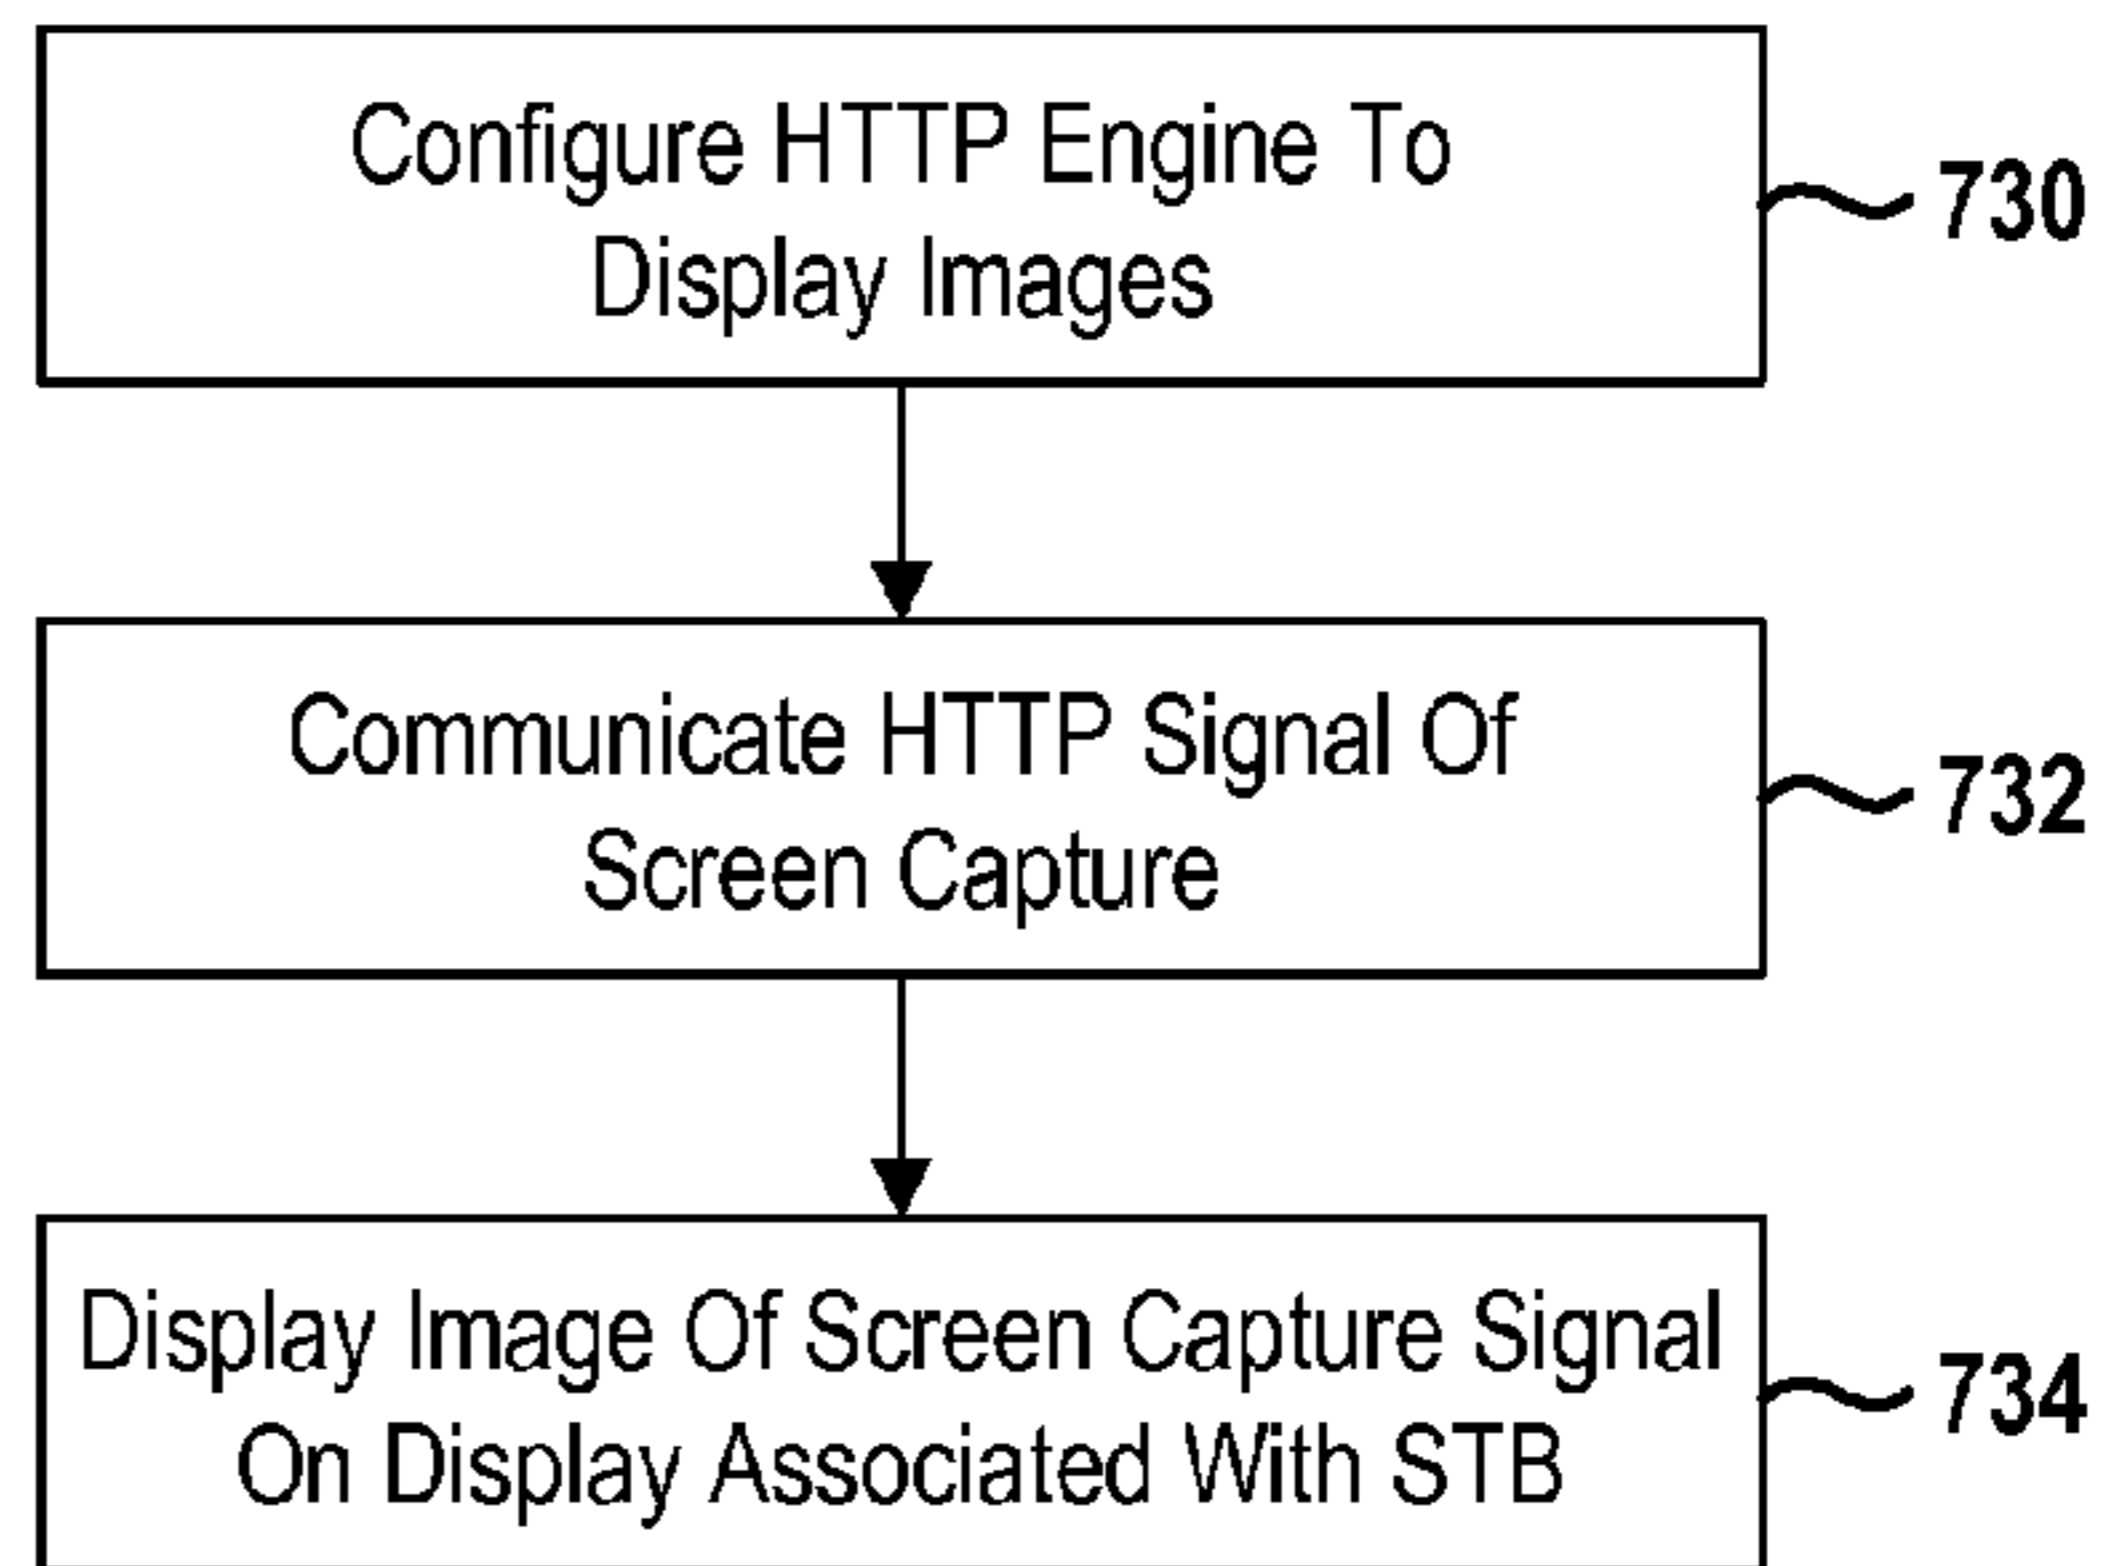 Configure HTTP Engine To
Display Images
730
Communicate HTTP Signal Of
Screen Capture
732
Display Image Of Screen Capture Signal
On Display Associated With STB
734